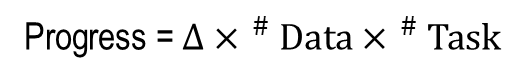 Progress = Δ × # Data × # Task